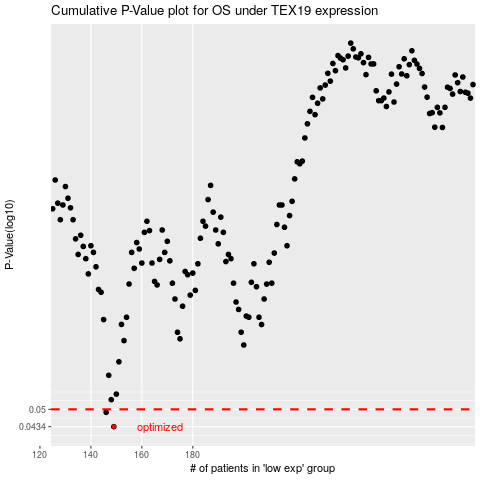 Cumulative P-Value plot for OS under TEX19 expression
P-Value(log10)
0.05
0.0434
optimized
120 140 160 180
# of patients in 'low exp' group